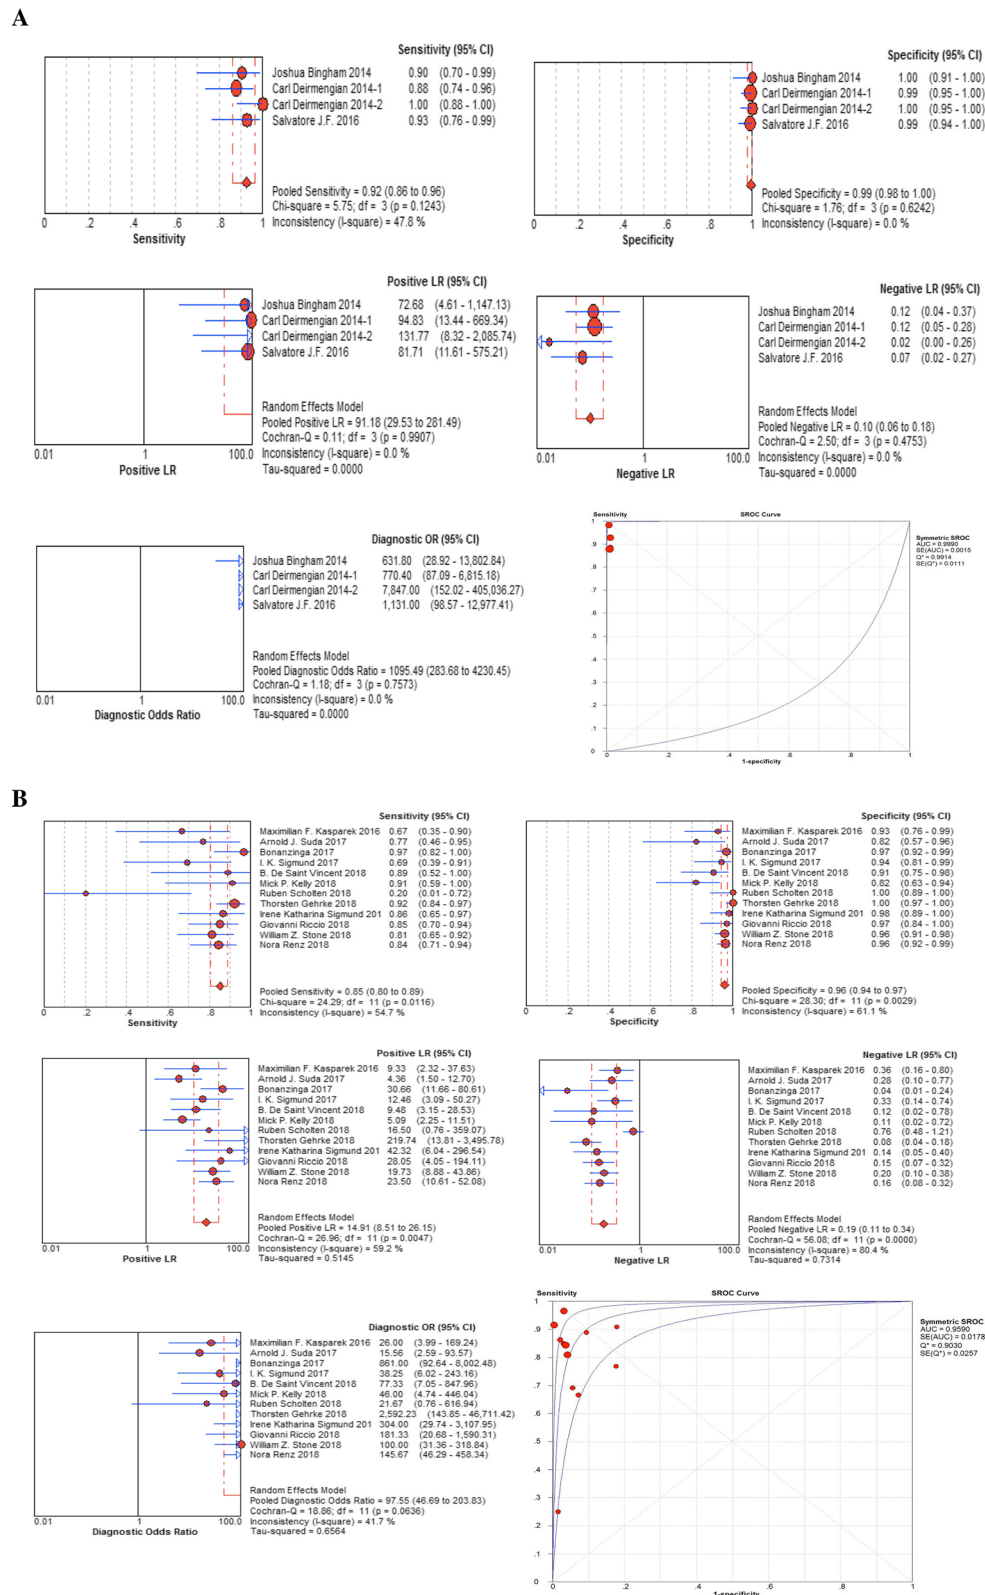 A
Sensitivity (95% CI)
Joshua Bingham 2014 0.90 (0.70 - 0.99)
Carl Deirmengian 2014-1 0.88 (0.74 - 0.96)
Carl Deirmengian 2014-2 1.00 (0.88 - 1.00)
Salvatore J.F. 2016 0.93 (0.76 - 0.99)
Pooled Sensitivity = 0.92 (0.86 to 0.96)
Chi-square = 5.75; df = 3 (p = 0.1243)
Inconsistency (I-square) = 47.8 %
0 .2 .4 .6 .8 1
Sensitivity
Specificity (95% CI)
Joshua Bingham 2014 1.00 (0.91 - 1.00)
Carl Deirmengian 2014-1 0.99 (0.95 - 1.00)
Carl Deirmengian 2014-2 1.00 (0.95 - 1.00)
Salvatore J.F. 2016 0.99 (0.94 - 1.00)
Pooled Specificity = 0.99 (0.98 to 1.00)
Chi-square = 1.76; df = 3 (p = 0.6242)
Inconsistency (I-square) = 0.0 %
0 .2 .4 .6 .8 1
Specificity
Positive LR (95% CI)
Joshua Bingham 2014 72.68 (4.61 - 1,147.13)
Carl Deirmengian 2014-1 94.83 (13.44 - 669.34)
Carl Deirmengian 2014-2 131.77 (8.32 - 2,085.74)
Salvatore J.F. 2016 81.71 (11.61 - 575.21)
Random Effects Model
Pooled Positive LR = 91.18 (29.53 to 281.49)
Cochran-Q = 0.11; df = 3 (p = 0.9907)
Inconsistency (I-square) = 0.0 %
Tau-squared = 0.0000
0.01 1 100.0
Positive LR
Negative LR (95% CI)
Joshua Bingham 2014 0.12 (0.04 - 0.37)
Carl Deirmengian 2014-1 0.12 (0.05 - 0.28)
Carl Deirmengian 2014-2 0.02 (0.00 - 0.26)
Salvatore J.F. 2016 0.07 (0.02 - 0.27)
Random Effects Model
Pooled Negative LR = 0.10 (0.06 to 0.18)
Cochran-Q = 2.50; df = 3 (p = 0.4753)
Inconsistency (I-square) = 0.0 %
Tau-squared = 0.0000
0.01 1 100.0
Negative LR
Diagnostic OR (95% CI)
Joshua Bingham 2014 631.80 (28.92 - 13,802.84)
Carl Deirmengian 2014-1 770.40 (87.09 - 6,815.18)
Carl Deirmengian 2014-2 7,847.00 (152.02 - 405,036.27)
Salvatore J.F. 2016 1,131.00 (98.57 - 12,977.41)
Random Effects Model
Pooled Diagnostic Odds Ratio = 1095.49 (283.68 to 4230.45)
Cochran-Q = 1.18; df = 3 (p = 0.7573)
Inconsistency (I-square) = 0.0 %
Tau-squared = 0.0000
0.01 1 100.0
Diagnostic Odds Ratio
Sensitivity SROC Curve
1
.9
.8
.7
.6
.5
.4
.3
.2
.1
0
0 .2 .4 .6 .8 1
1-specificity
Symmetric SROC
AUC = 0.9990
SE(AUC) = 0.0015
Q* = 0.9914
SE(Q*) = 0.0111
B
Sensitivity (95% CI)
Maximilian F. Kasparek 2016 0.67 (0.35 - 0.90)
Arnold J. Suda 2017 0.77 (0.46 - 0.95)
Bonanzinga 2017 0.97 (0.82 - 1.00)
I. K. Sigmund 2017 0.69 (0.39 - 0.91)
B. De Saint Vincent 2018 0.89 (0.52 - 1.00)
Mick P. Kelly 2018 0.91 (0.59 - 1.00)
Ruben Scholten 2018 0.20 (0.01 - 0.72)
Thorsten Gehrke 2018 0.92 (0.84 - 0.97)
Irene Katharina Sigmund 201 0.86 (0.65 - 0.97)
Giovanni Riccio 2018 0.85 (0.70 - 0.94)
William Z. Stone 2018 0.81 (0.65 - 0.92)
Nora Renz 2018 0.84 (0.71 - 0.94)
Pooled Sensitivity = 0.85 (0.80 to 0.89)
Chi-square = 24.29; df = 11 (p = 0.0116)
Inconsistency (I-square) = 54.7 %
0 .2 .4 .6 .8 1
Sensitivity
Specificity (95% CI)
Maximilian F. Kasparek 2016 0.93 (0.76 - 0.99)
Arnold J. Suda 2017 0.82 (0.57 - 0.96)
Bonanzinga 2017 0.97 (0.92 - 0.99)
I. K. Sigmund 2017 0.94 (0.81 - 0.99)
B. De Saint Vincent 2018 0.91 (0.75 - 0.98)
Mick P. Kelly 2018 0.82 (0.63 - 0.94)
Ruben Scholten 2018 1.00 (0.89 - 1.00)
Thorsten Gehrke 2018 1.00 (0.97 - 1.00)
Irene Katharina Sigmund 201 0.98 (0.89 - 1.00)
Giovanni Riccio 2018 0.97 (0.84 - 1.00)
William Z. Stone 2018 0.96 (0.91 - 0.98)
Nora Renz 2018 0.96 (0.92 - 0.99)
Pooled Specificity = 0.96 (0.94 to 0.97)
Chi-square = 28.30; df = 11 (p = 0.0029)
Inconsistency (I-square) = 61.1 %
0 .2 .4 .6 .8 1
Specificity
Positive LR (95% CI)
Maximilian F. Kasparek 2016 9.33 (2.32 - 37.63)
Arnold J. Suda 2017 4.36 (1.50 - 12.70)
Bonanzinga 2017 30.66 (11.66 - 80.61)
I. K. Sigmund 2017 12.46 (3.09 - 50.27)
B. De Saint Vincent 2018 9.48 (3.15 - 28.53)
Mick P. Kelly 2018 5.09 (2.25 - 11.51)
Ruben Scholten 2018 16.50 (0.76 - 359.07)
Thorsten Gehrke 2018 219.74 (13.81 - 3,495.78)
Irene Katharina Sigmund 201 42.32 (6.04 - 296.54)
Giovanni Riccio 2018 28.05 (4.05 - 194.11)
William Z. Stone 2018 19.73 (8.88 - 43.86)
Nora Renz 2018 23.50 (10.61 - 52.08)
Random Effects Model
Pooled Positive LR = 14.91 (8.51 to 26.15)
Cochran-Q = 26.96; df = 11 (p = 0.0047)
Inconsistency (I-square) = 59.2 %
Tau-squared = 0.5145
0.01 1 100.0
Positive LR
Negative LR (95% CI)
Maximilian F. Kasparek 2016 0.36 (0.16 - 0.80)
Arnold J. Suda 2017 0.28 (0.10 - 0.77)
Bonanzinga 2017 0.04 (0.01 - 0.24)
I. K. Sigmund 2017 0.33 (0.14 - 0.74)
B. De Saint Vincent 2018 0.12 (0.02 - 0.78)
Mick P. Kelly 2018 0.11 (0.02 - 0.72)
Ruben Scholten 2018 0.76 (0.48 - 1.21)
Thorsten Gehrke 2018 0.08 (0.04 - 0.18)
Irene Katharina Sigmund 201 0.14 (0.05 - 0.40)
Giovanni Riccio 2018 0.15 (0.07 - 0.32)
William Z. Stone 2018 0.20 (0.10 - 0.38)
Nora Renz 2018 0.16 (0.08 - 0.32)
Random Effects Model
Pooled Negative LR = 0.19 (0.11 to 0.34)
Cochran-Q = 56.08; df = 11 (p = 0.0000)
Inconsistency (I-square) = 80.4 %
Tau-squared = 0.7314
0.01 1 100.0
Negative LR
Diagnostic OR (95% CI)
Maximilian F. Kasparek 2016 26.00 (3.99 - 169.24)
Arnold J. Suda 2017 15.56 (2.59 - 93.57)
Bonanzinga 2017 861.00 (92.64 - 8,002.48)
I. K. Sigmund 2017 38.25 (6.02 - 243.16)
B. De Saint Vincent 2018 77.33 (7.05 - 847.96)
Mick P. Kelly 2018 46.00 (4.74 - 446.04)
Ruben Scholten 2018 21.67 (0.76 - 616.94)
Thorsten Gehrke 2018 2,592.23 (143.85 - 46,711.42)
Irene Katharina Sigmund 201 304.00 (29.74 - 3,107.95)
Giovanni Riccio 2018 181.33 (20.68 - 1,590.31)
William Z. Stone 2018 100.00 (31.36 - 318.84)
Nora Renz 2018 145.67 (46.29 - 458.34)
Random Effects Model
Pooled Diagnostic Odds Ratio = 97.55 (46.69 to 203.83)
Cochran-Q = 18.86; df = 11 (p = 0.0636)
Inconsistency (I-square) = 41.7 %
Tau-squared = 0.6564
0.01 1 100.0
Diagnostic Odds Ratio
Sensitivity SROC Curve
1
.9
.8
.7
.6
.5
.4
.3
.2
.1
0
0 .2 .4 .6 .8 1
1-specificity
Symmetric SROC
AUC = 0.9590
SE(AUC) = 0.0178
Q* = 0.9030
SE(Q*) = 0.0257